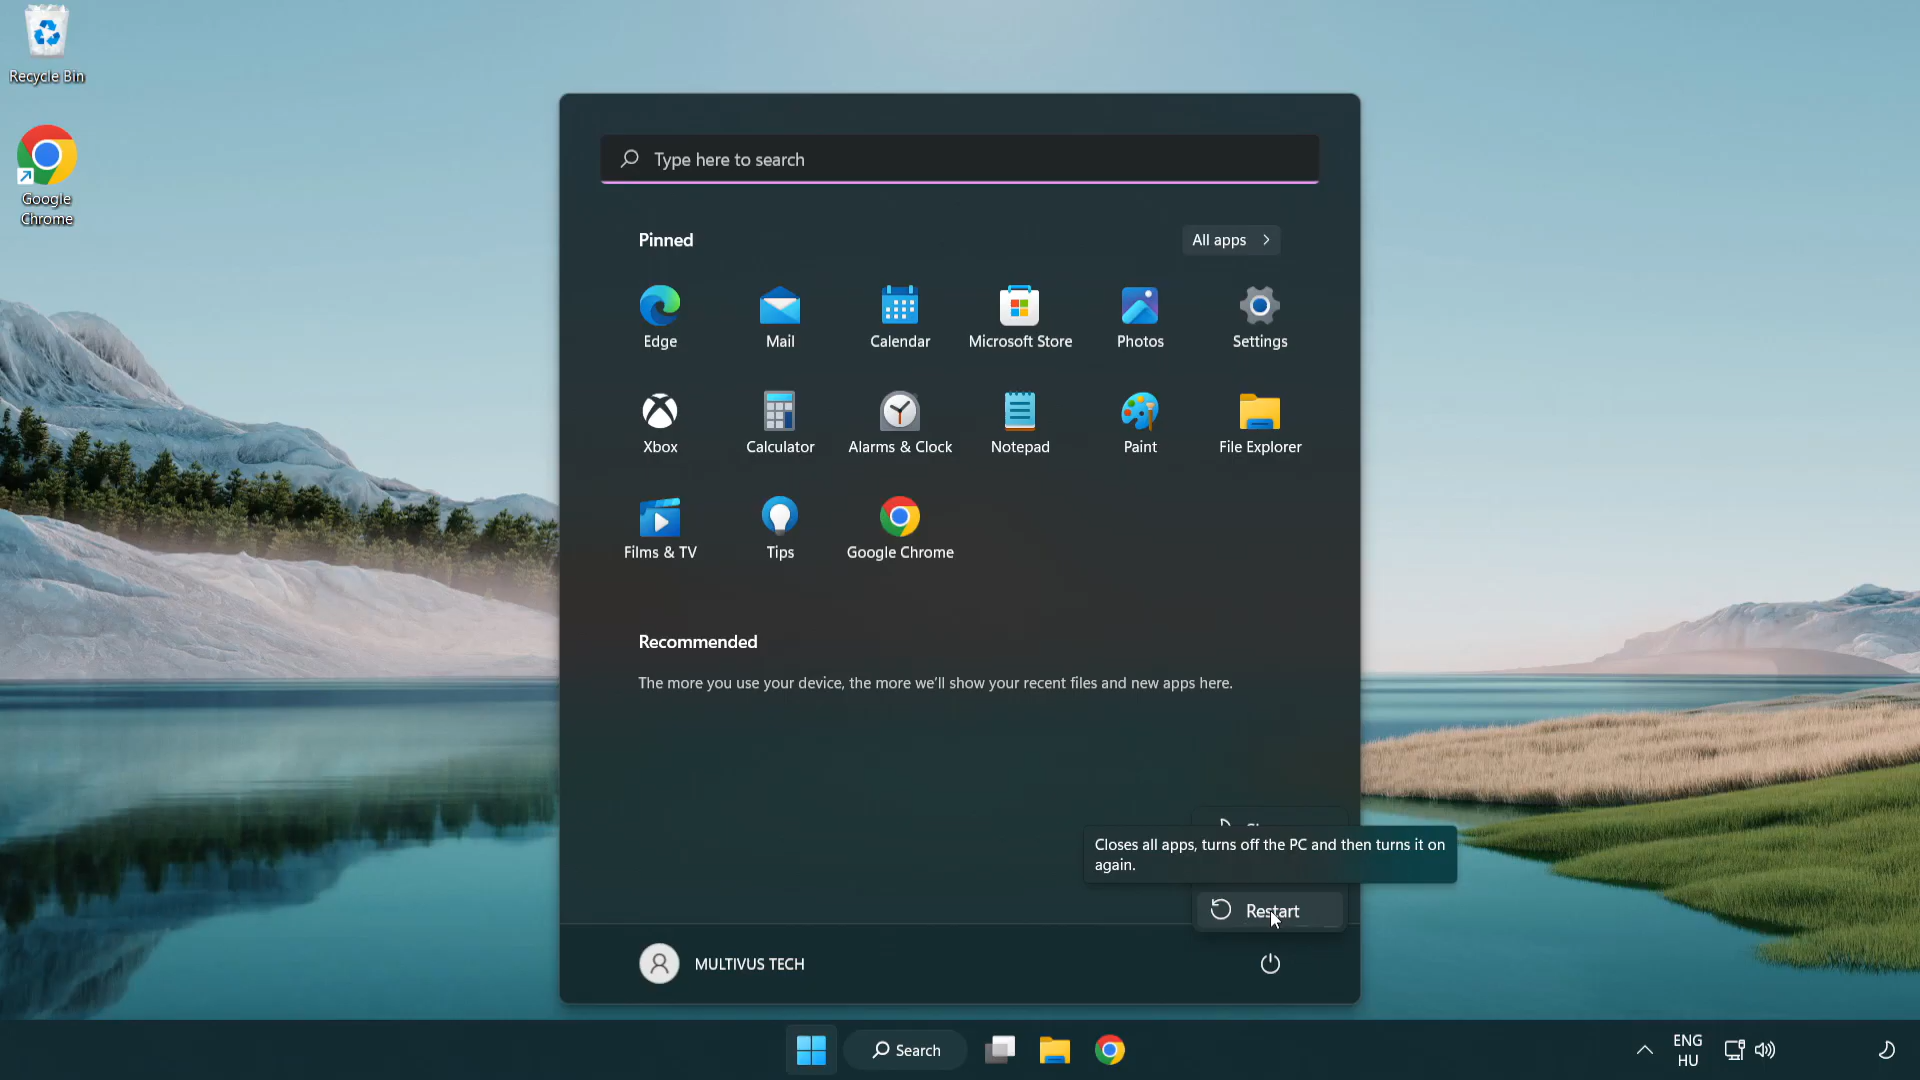 Recycle Bin
Google
Chrome
Type here to search
Pinned
All apps
Edge
Mail
Calendar
Microsoft Store
Photos
Settings
Xbox
Calculator
Alarms & Clock
Notepad
Paint
File Explorer
Films & TV
Tips
Google Chrome
Recommended
The more you use your device, the more we'll show your recent files and new apps here.
Closes all apps, turns off the PC and then turns it on
again.
Restart
MULTIVUS TECH
Search
ENG
HU